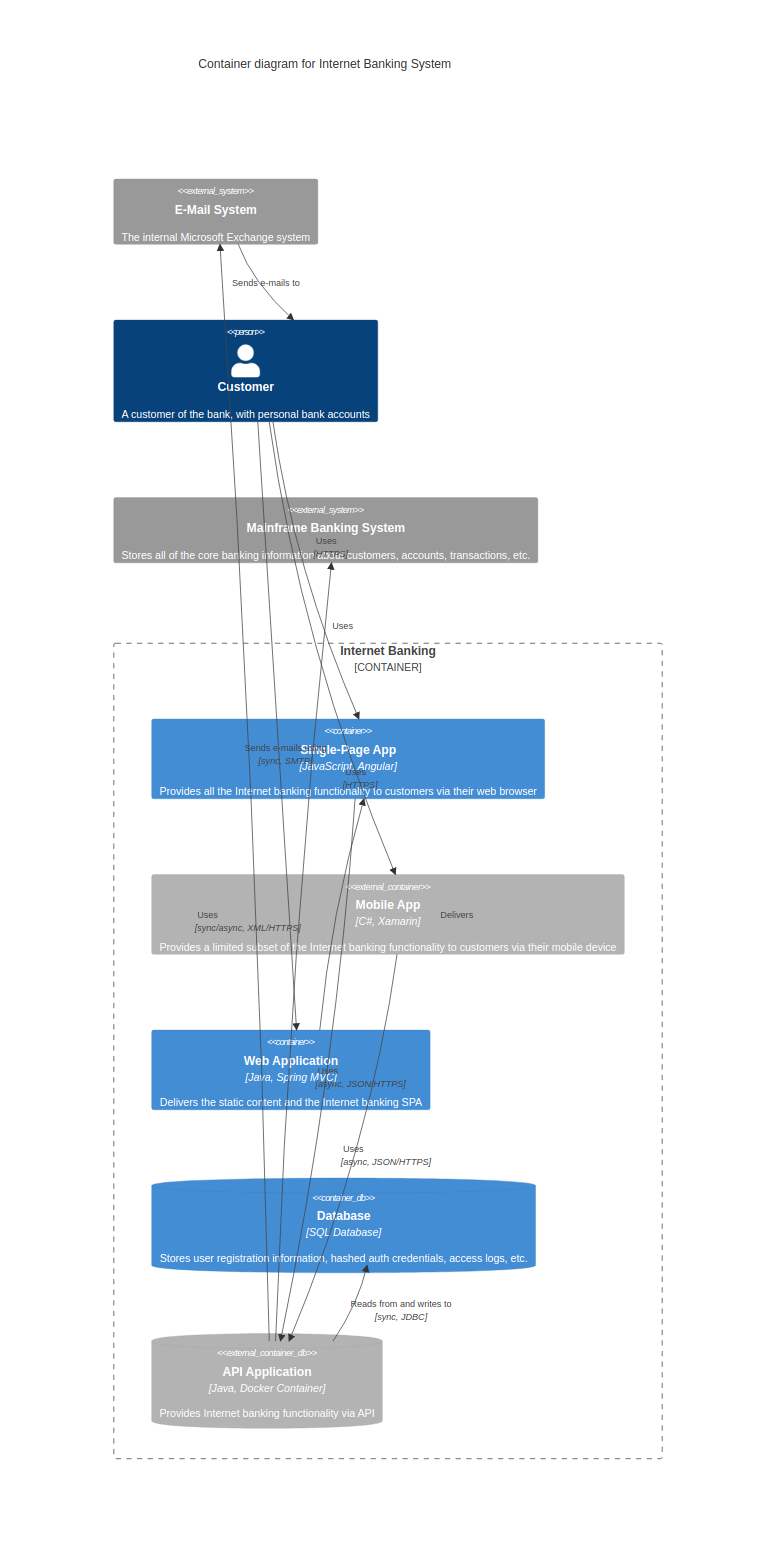 Container diagram for Internet Banking System
<<external_system>>
E-Mail System
The internal Microsoft Exchange system
Sends e-mails to
<<person>>
Customer
A customer of the bank, with personal bank accounts
<<external_system>>
Mainframe Banking System
Uses
[HTTPS]
Stores all of the core banking information about customers, accounts, transactions, etc.
Uses
Internet Banking
[CONTAINER]
<<container>>
Single-Page App
[JavaScript, Angular]
Sends e-mails using
[sync, SMTP]
Uses
[HTTPS]
Provides all the Internet banking functionality to customers via their web browser
<<external_container>>
Mobile App
[C#, Xamarin]
Uses
[sync/async, XML/HTTPS]
Delivers
Provides a limited subset of the Internet banking functionality to customers via their mobile device
<<container>>
Web Application
[Java, Spring MVC]
Uses
[async, JSON/HTTPS]
Delivers the static content and the Internet banking SPA
Uses
[async, JSON/HTTPS]
<<container_db>>
Database
[SQL Database]
Stores user registration information, hashed auth credentials, access logs, etc.
Reads from and writes to
[sync, JDBC]
<<external_container_db>>
API Application
[Java, Docker Container]
Provides Internet banking functionality via API